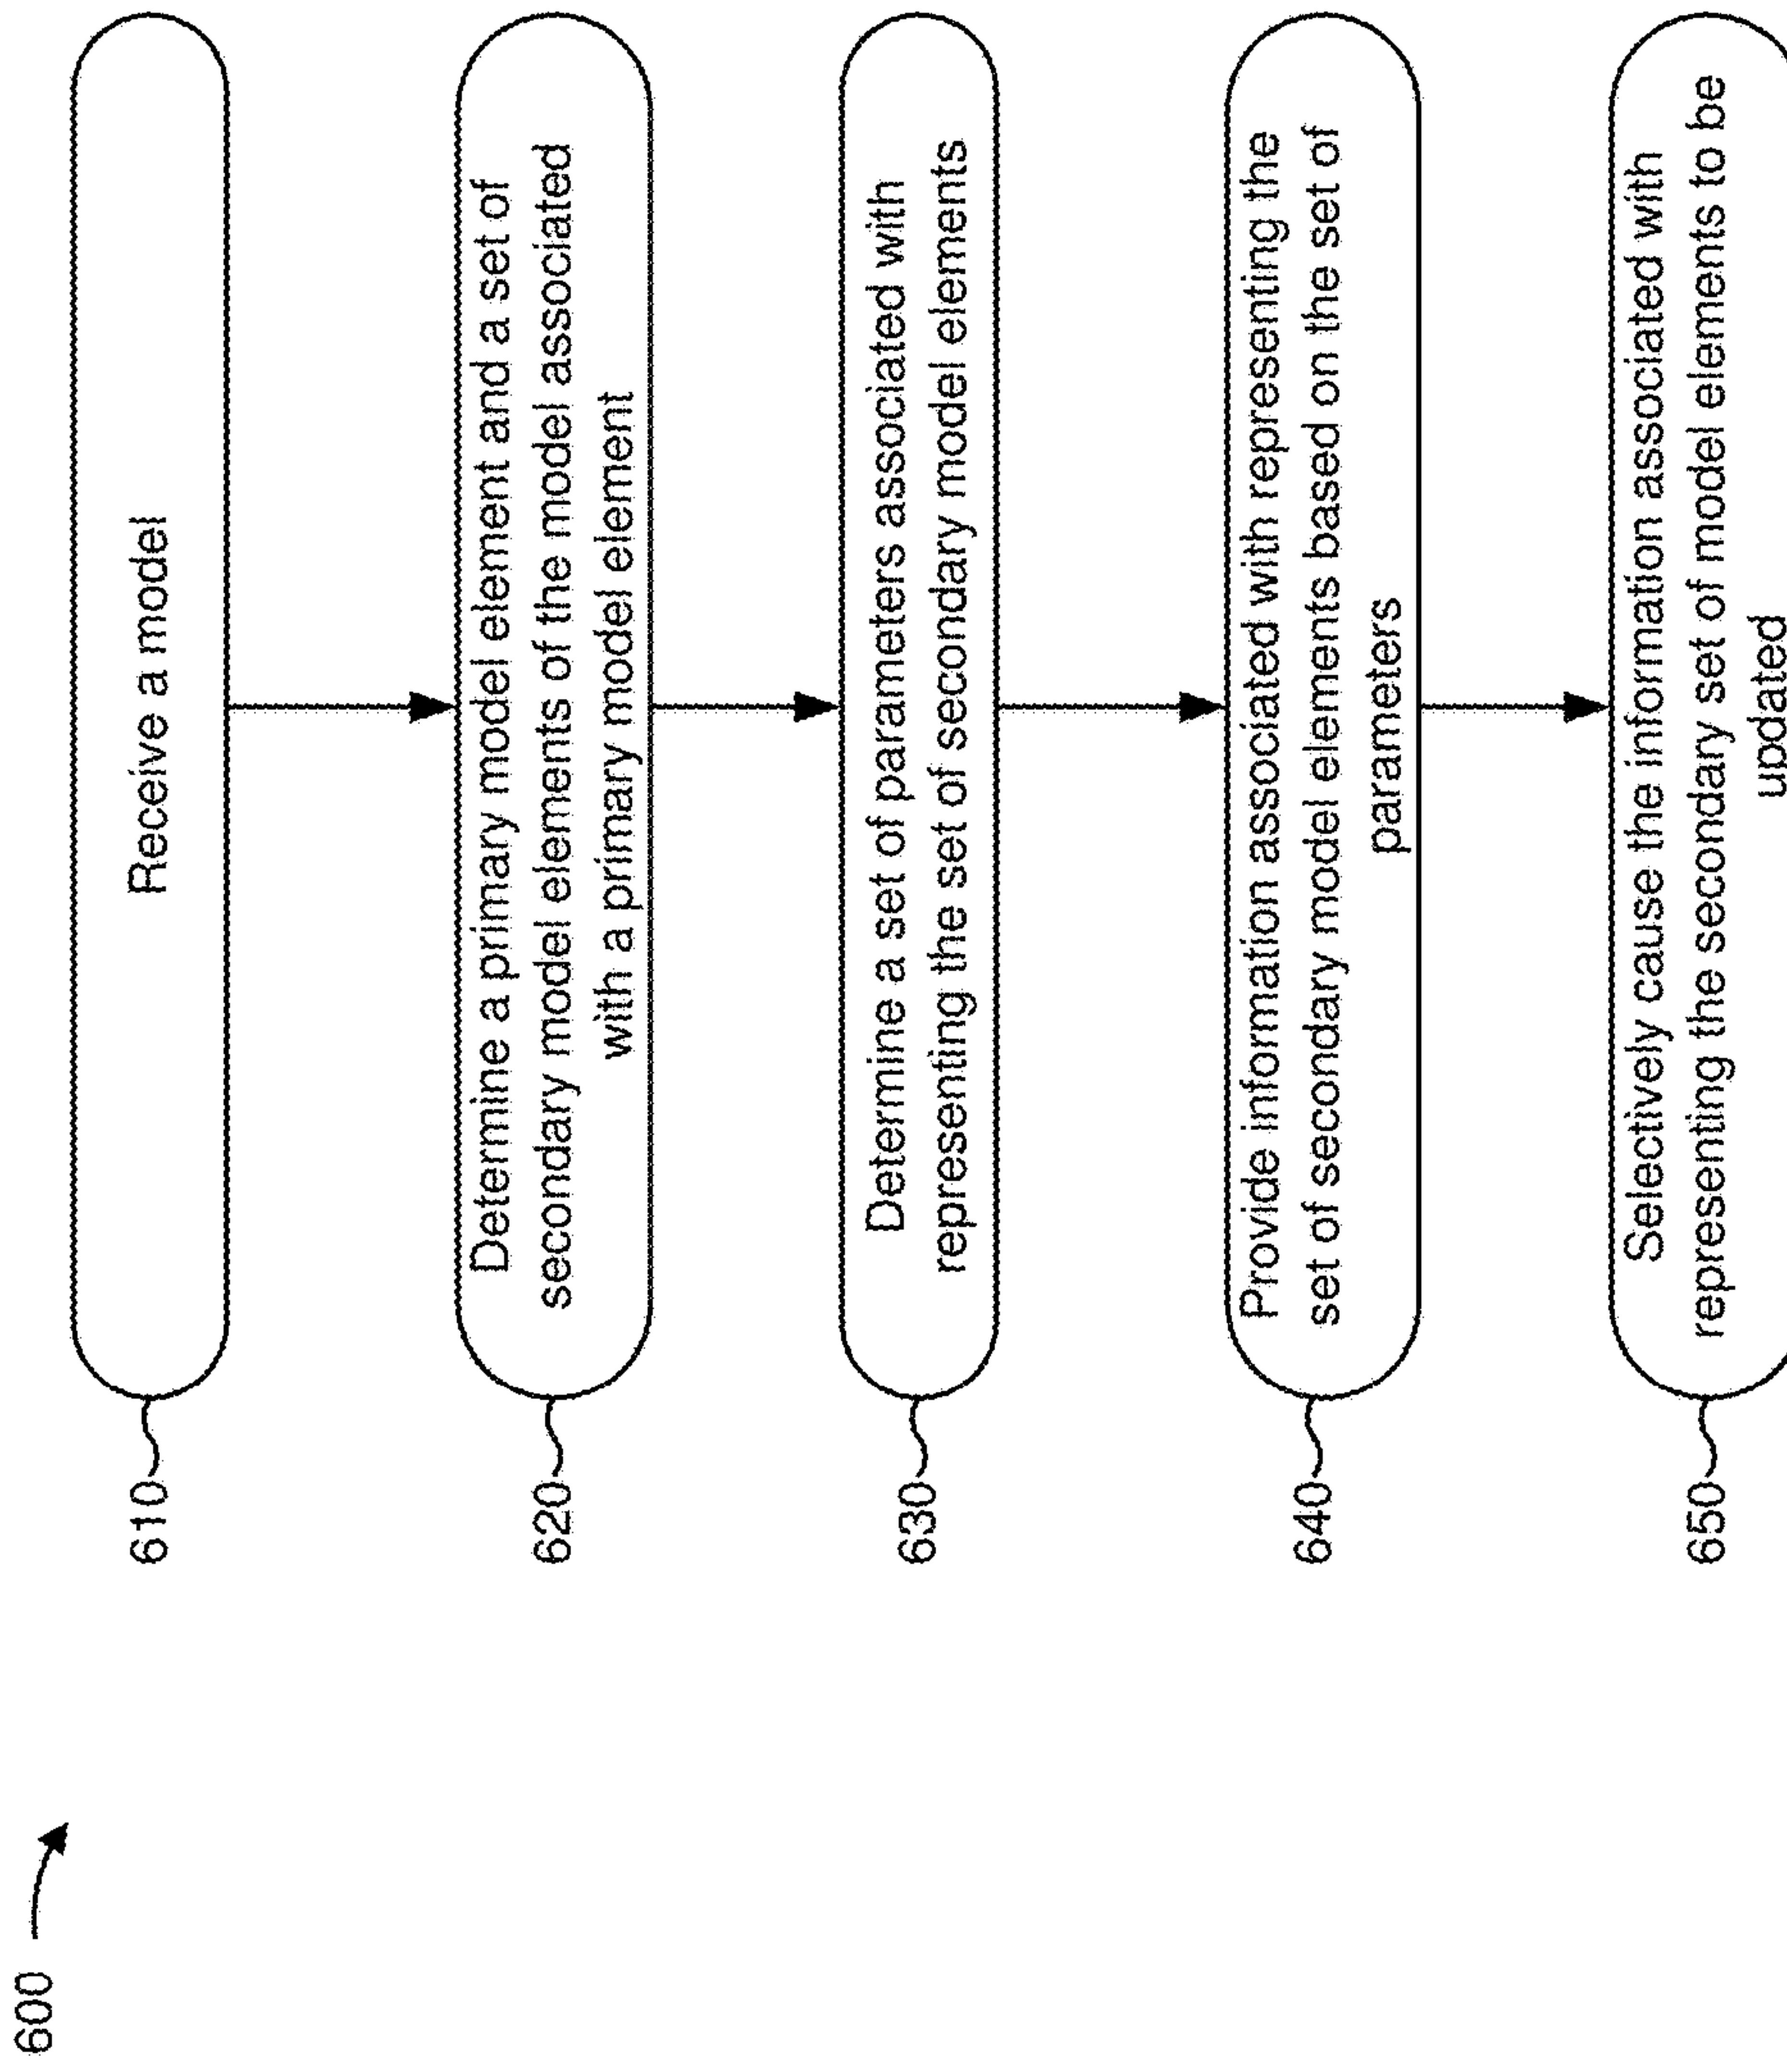 600
610
Receive a model
620
Determine a primary model element and a set of
secondary model elements of the model associated
with a primary model element
630
Determine a set of parameters associated with
representing the set of secondary model elements
640
Provide information associated with representing the
set of secondary model elements based on the set of
parameters
650
Selectively cause the information associated with
representing the secondary set of model elements to be
updated